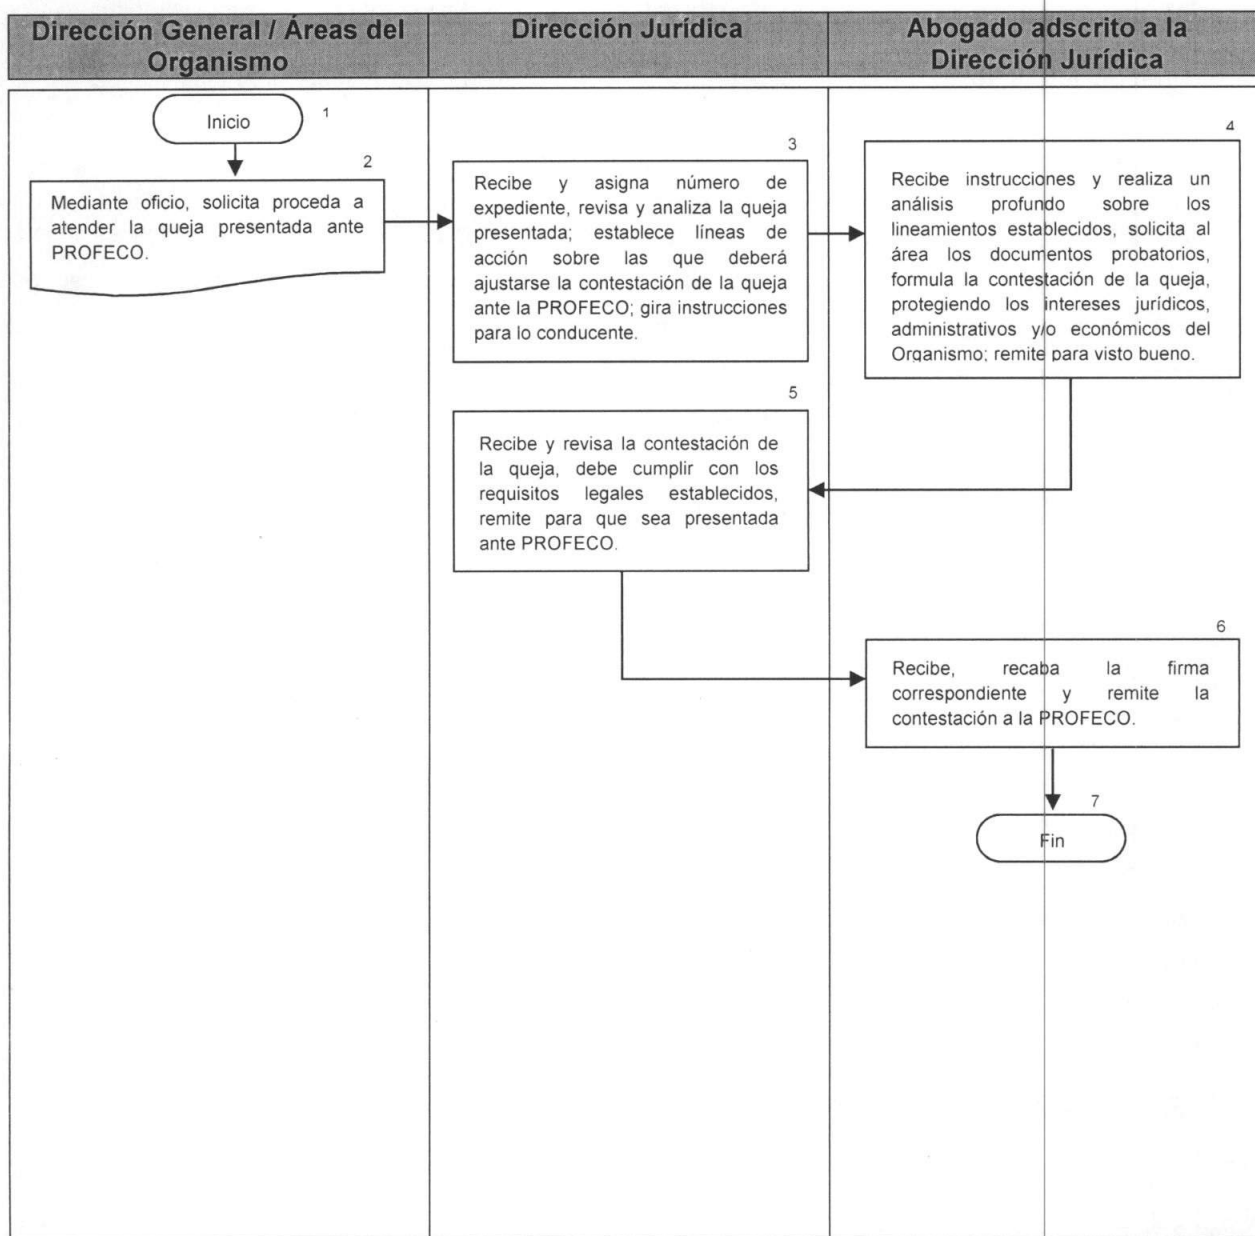 Dirección General / Áreas del
Organismo
Dirección Jurídica
Abogado adscrito a la
Dirección Jurídica
Inicio
1
2
Mediante oficio, solicita proceda a
atender la queja presentada ante
PROFECO.
3
Recibe y asigna número de
expediente, revisa y analiza la queja
presentada; establece líneas de
acción sobre las que deberá
ajustarse la contestación de la queja
ante la PROFECO; gira instrucciones
para lo conducente.
4
Recibe instrucciones y realiza un
análisis profundo sobre los
lineamientos establecidos, solicita al
área los documentos probatorios,
formula la contestación de la queja,
protegiendo los intereses jurídicos,
administrativos y/o económicos del
Organismo; remite para visto bueno.
5
Recibe y revisa la contestación de
la queja, debe cumplir con los
requisitos legales establecidos,
remite para que sea presentada
ante PROFECO.
6
Recibe, recaba la firma
correspondiente y remite la
contestación a la PROFECO.
7
Fin